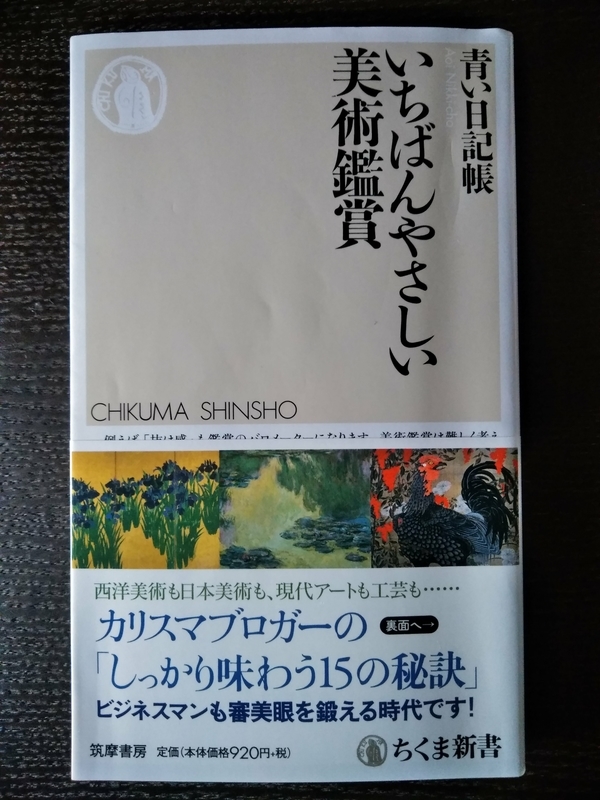 青い日記帳
Ao Nikkicho
いちばんやさしい
美術鑑賞
CHIKUMA SHINSHO
西洋美術も日本美術も、現代アートも工芸も……
カリスマブロガーの
裏面へ→
「しっかり味わう15の秘訣」
ビジネスマンも審美眼を鍛える時代です!
筑摩書房 定価(本体価格920円+税)
ちくま新書